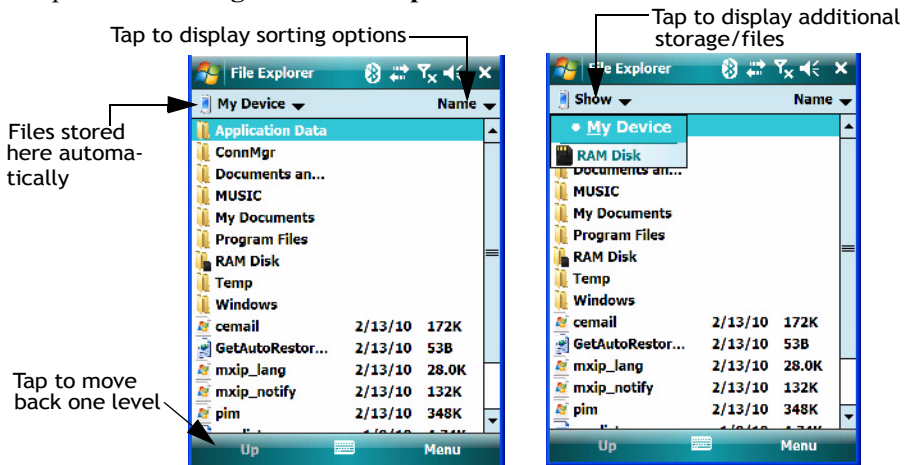 Tap to display additional
storage/files
Tap to display sorting options
File Explorer
My Device
Name
Files stored
here automa-
tically
Application Data
ConnMgr
Documents an...
MUSIC
My Documents
Program Files
RAM Disk
Temp
Windows
cemail 2/13/10 172K
GetAutoRestor... 2/13/10 53B
mxip_lang 2/13/10 28.0K
mxip_notify 2/13/10 132K
pim 2/13/10 348K
Tap to move
back one level
Up
Menu
File Explorer
Show
Name
My Device
RAM Disk
Documents an...
MUSIC
My Documents
Program Files
RAM Disk
Temp
Windows
cemail 2/13/10 172K
GetAutoRestor... 2/13/10 53B
mxip_lang 2/13/10 28.0K
mxip_notify 2/13/10 132K
pim 2/13/10 348K
Up
Menu